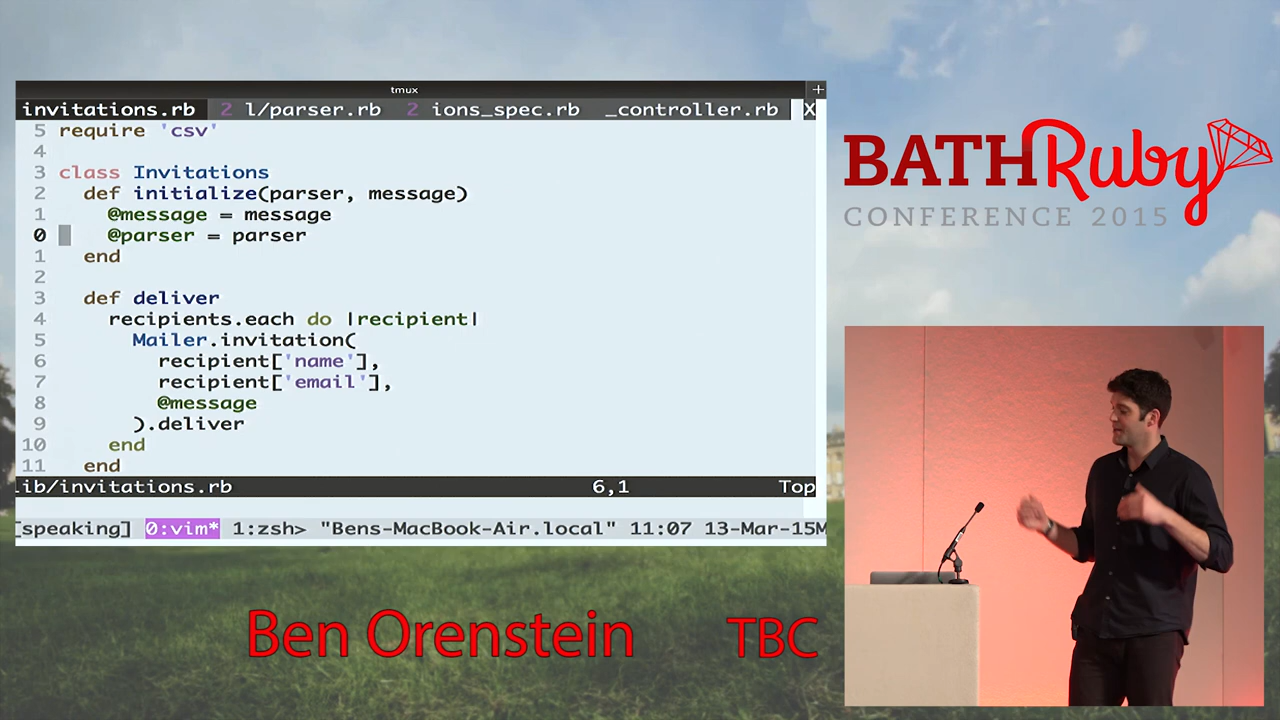 tmux
+
invitations.rb 2 l/parser.rb 2 ions_spec.rb _controller.rb X
5 require 'csv'
4
3 class Invitations
2 def initialize(parser, message)
1 @message = message
0 @parser = parser
1 end
2
3 def deliver
4 recipients.each do |recipient|
5 Mailer.invitation(
6 recipient['name'],
7 recipient['email'],
8 @message
9 ).deliver
10 end
11 end
lib/invitations.rb 6,1 Top
[speaking] 0:vim* 1:zsh> "Bens-MacBook-Air.local" 11:07 13-Mar-15M
BATHRuby
CONFERENCE 2015
Ben Orenstein TBC